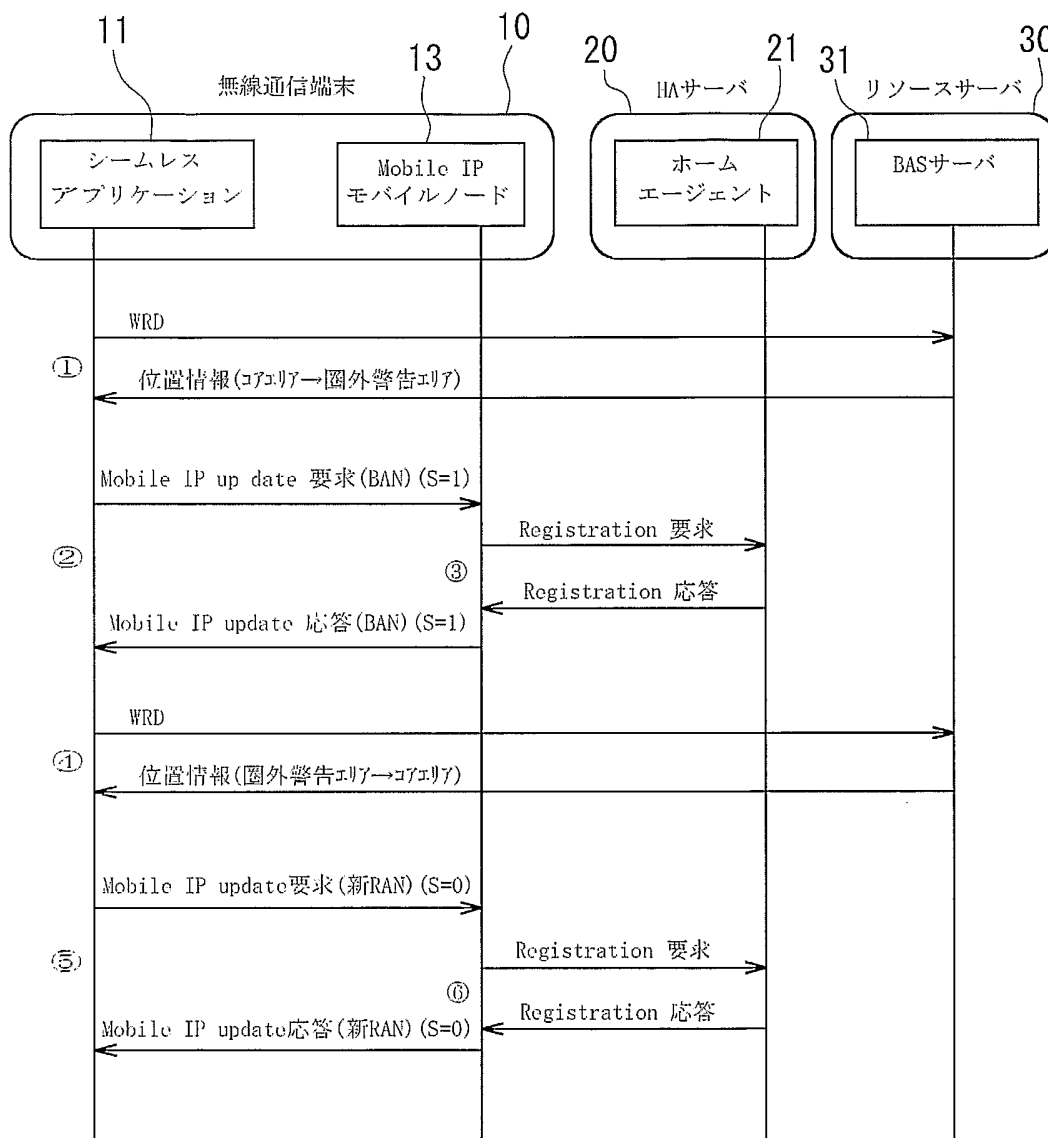 11
13
10
20
21
31
30
無線通信端末
HAサーバ
リソースサーバ
シームレス
アプリケーション
Mobile IP
モバイルノード
ホーム
エージェント
BASサーバ
WRD
①
位置情報(コアエリア→圏外警告エリア)
Mobile IP up date 要求(BAN)(S=1)
Registration 要求
②
③
Registration 応答
Mobile IP update 応答(BAN)(S=1)
WRD
④
位置情報(圏外警告エリア→コアエリア)
Mobile IP update要求(新RAN)(S=0)
Registration 要求
⑤
⑥
Registration 応答
Mobile IP update応答(新RAN)(S=0)